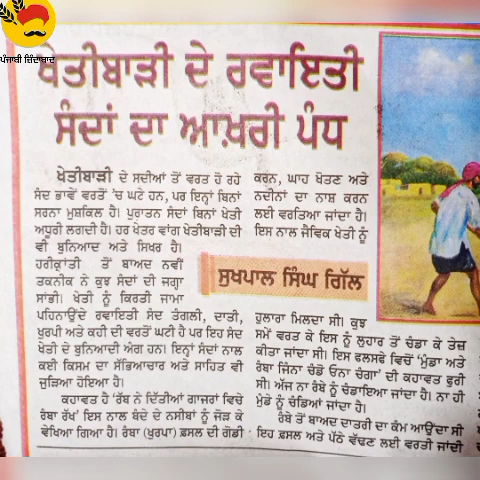 ਪੰਜਾਬੀ ਜ਼ਿੰਦਾਬਾਦ
ਖੇਤੀਬਾੜੀ ਦੇ ਰਵਾਇਤੀ
ਸੰਦਾਂ ਦਾ ਆਖ਼ਰੀ ਪੰਧ
ਖੇਤੀਬਾੜੀ ਦੇ ਸਦੀਆਂ ਤੋਂ ਵਰਤ ਹੋ ਰਹੇ
ਸੰਦ ਭਾਵੇਂ ਵਰਤੋਂ 'ਚ ਘਟੇ ਹਨ, ਪਰ ਇਨ੍ਹਾਂ ਬਿਨਾਂ
ਸਰਨਾ ਮੁਸ਼ਕਿਲ ਹੈ। ਪੁਰਾਤਨ ਸੰਦਾਂ ਬਿਨਾਂ ਖੇਤੀ
ਅਧੂਰੀ ਲਗਦੀ ਹੈ। ਹਰ ਖੇਤਰ ਵਾਂਗ ਖੇਤੀਬਾੜੀ ਦੀ
ਵੀ ਬੁਨਿਆਦ ਅਤੇ ਸਿਖਰ ਹੈ।
ਹਰੀਕ੍ਰਾਂਤੀ ਤੋਂ ਬਾਅਦ ਨਵੀਂ
ਤਕਨੀਕ ਨੇ ਕੁਝ ਸੰਦਾਂ ਦੀ ਜਗ੍ਹਾ
ਸਾਂਭੀ। ਖੇਤੀ ਨੂੰ ਕਿਰਤੀ ਜਾਮਾ
ਪਹਿਨਾਉਂਦੇ ਰਵਾਇਤੀ ਸੰਦ ਤੰਗਲੀ, ਦਾਤੀ,
ਖੁਰਪੀ ਅਤੇ ਕਹੀ ਦੀ ਵਰਤੋਂ ਘਟੀ ਹੈ ਪਰ ਇਹ ਸੰਦ
ਖੇਤੀ ਦੇ ਬੁਨਿਆਦੀ ਅੰਗ ਹਨ। ਇਨ੍ਹਾਂ ਸੰਦਾਂ ਨਾਲ
ਕਈ ਕਿਸਮ ਦਾ ਸੱਭਿਆਚਾਰ ਅਤੇ ਸਾਹਿਤ ਵੀ
ਜੁੜਿਆ ਹੋਇਆ ਹੈ।
ਕਹਾਵਤ ਹੈ 'ਰੱਬ ਨੇ ਦਿੱਤੀਆਂ ਗਾਜਰਾਂ ਵਿਚੇ
ਰੰਬਾ ਰੱਖ' ਇਸ ਨਾਲ ਬੰਦੇ ਦੇ ਨਸੀਬਾਂ ਨੂੰ ਜੋੜ ਕੇ
ਵੇਖਿਆ ਗਿਆ ਹੈ। ਰੰਬਾ (ਖੁਰਪਾ) ਫ਼ਸਲ ਦੀ ਗੋਡੀ
ਕਰਨ, ਘਾਹ ਖੋਤਣ ਅਤੇ
ਨਦੀਨਾਂ ਦਾ ਨਾਸ਼ ਕਰਨ
ਲਈ ਵਰਤਿਆ ਜਾਂਦਾ ਹੈ।
ਇਸ ਨਾਲ ਜੈਵਿਕ ਖੇਤੀ ਨੂੰ
ਸੁਖਪਾਲ ਸਿੰਘ ਗਿੱਲ
ਹੁਲਾਰਾ ਮਿਲਦਾ ਸੀ। ਕੁਝ
ਸਮੇਂ ਵਰਤ ਕੇ ਇਸ ਨੂੰ ਲੁਹਾਰ ਤੋਂ ਚੰਡਾ ਕੇ ਤੇਜ਼
ਕੀਤਾ ਜਾਂਦਾ ਸੀ। ਇਸ ਫਲਸਫੇ ਵਿਚੋਂ 'ਮੁੰਡਾ ਅਤੇ
ਰੰਬਾ ਜਿੰਨਾ ਚੰਡੋ ਓਨਾ ਚੰਗਾ' ਦੀ ਕਹਾਵਤ ਫੁਰੀ
ਸੀ। ਅੱਜ ਨਾ ਰੰਬੇ ਨੂੰ ਚੰਡਾਇਆ ਜਾਂਦਾ ਹੈ। ਨਾ ਹੀ
ਮੁੰਡੇ ਨੂੰ ਚੰਡਿਆਂ ਜਾਂਦਾ ਹੈ।
ਰੰਬੇ ਤੋਂ ਬਾਅਦ ਦਾਤਰੀ ਦਾ ਕੰਮ ਆਉਂਦਾ ਸੀ
ਇਹ ਫ਼ਸਲ ਅਤੇ ਪੱਠੇ ਵੱਢਣ ਲਈ ਵਰਤੀ ਜਾਂਦੀ